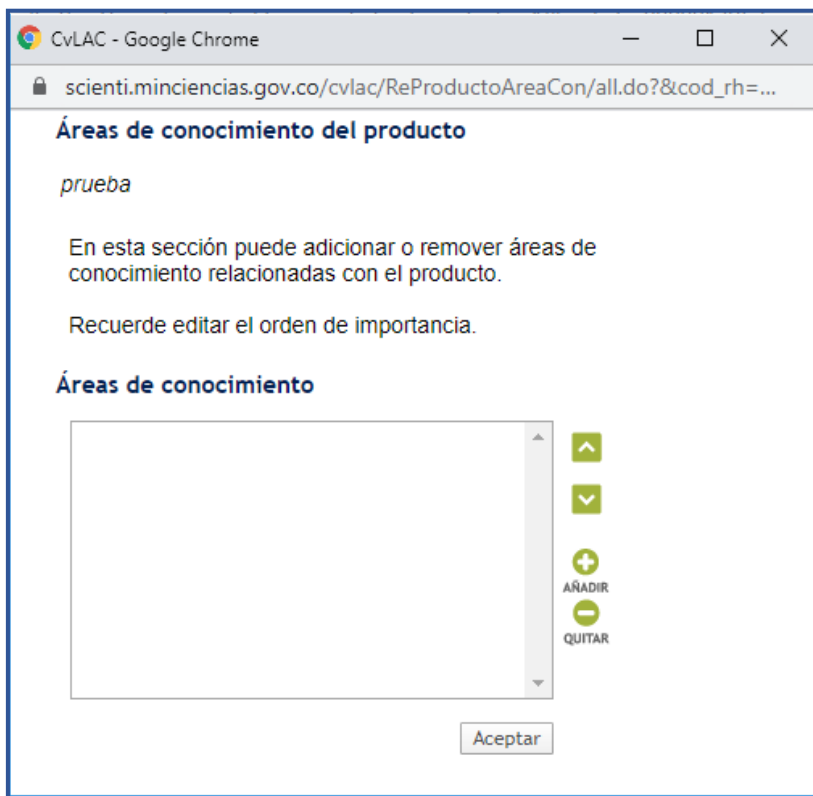 CvLAC - Google Chrome
scienti.minciencias.gov.co/cvlac/ReProductoAreaCon/all.do?&cod_rh=...
Áreas de conocimiento del producto
prueba
En esta sección puede adicionar o remover áreas de
conocimiento relacionadas con el producto.
Recuerde editar el orden de importancia.
Áreas de conocimiento
AÑADIR
QUITAR
Aceptar